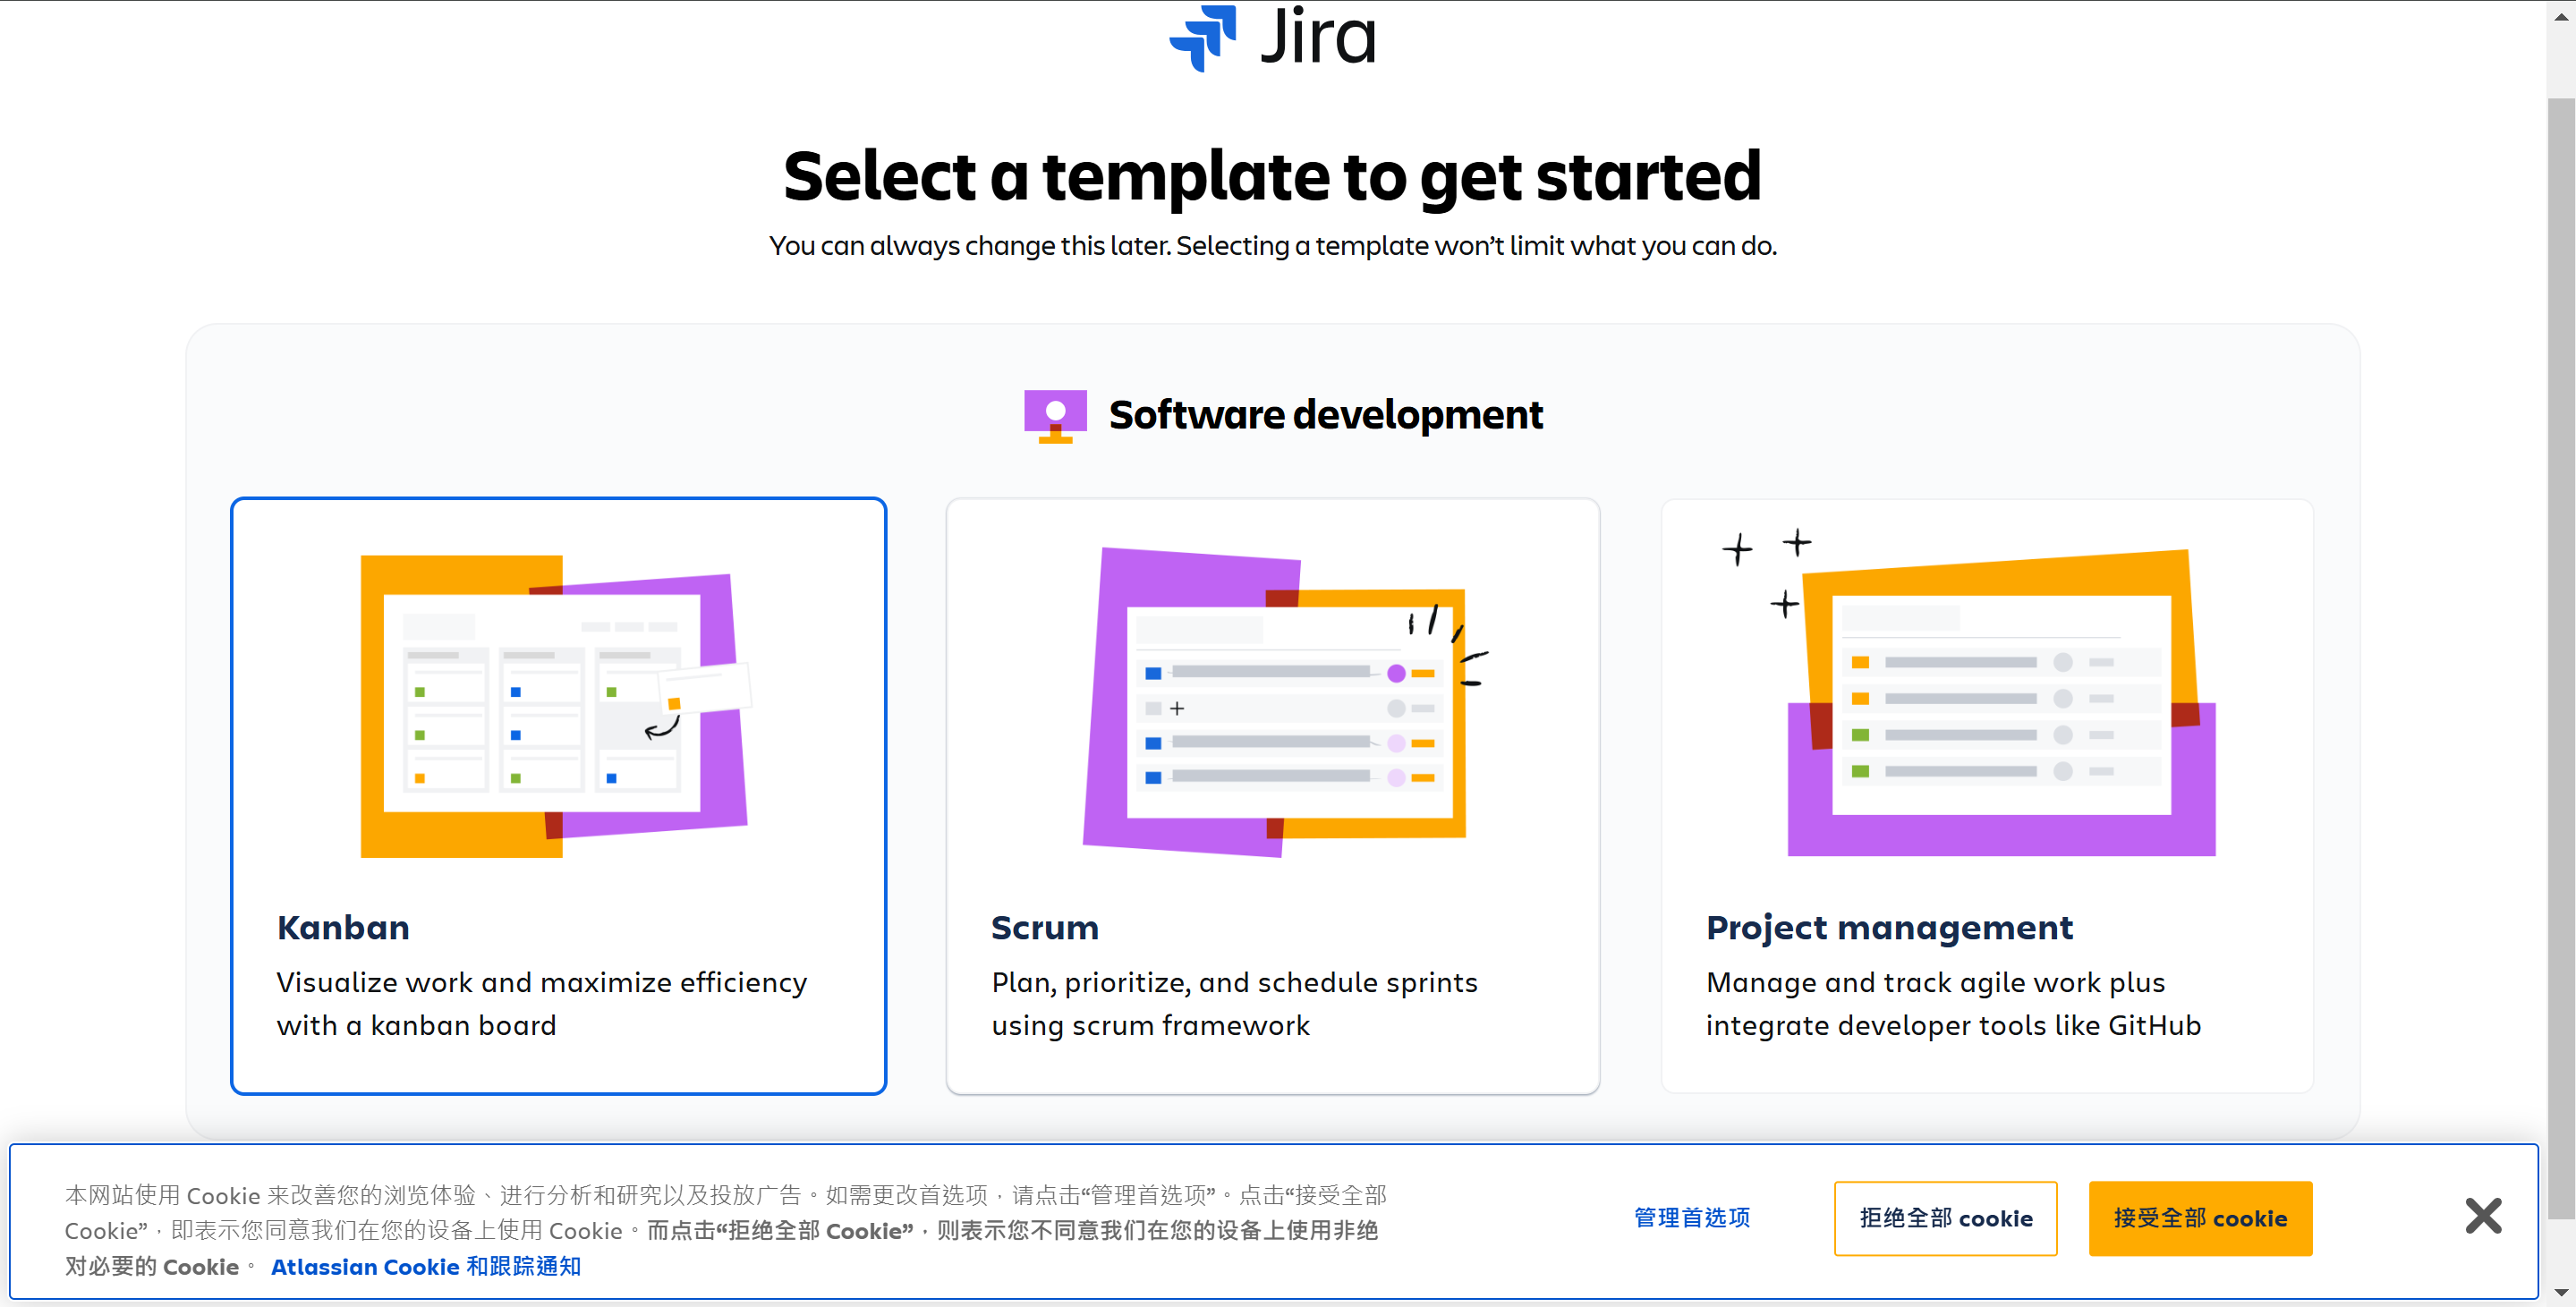 Jira
Select a template to get started
You can always change this later. Selecting a template won’t limit what you can do.
Software development
Kanban
Visualize work and maximize efficiency
with a kanban board
Scrum
Plan, prioritize, and schedule sprints
using scrum framework
Project management
Manage and track agile work plus
integrate developer tools like GitHub
本网站使用 Cookie 来改善您的浏览体验、进行分析和研究以及投放广告。如需更改首选项，请点击“管理首选项”。点击“接受全部
Cookie”，即表示您同意我们在您的设备上使用 Cookie。而点击“拒绝全部 Cookie”，则表示您不同意我们在您的设备上使用非绝
对必要的 Cookie。 Atlassian Cookie 和跟踪通知
管理首选项
拒绝全部 cookie
接受全部 cookie